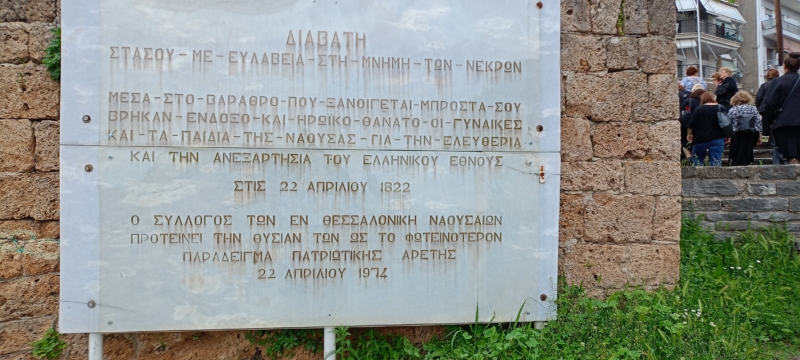 ΔΙΑΒΑΤΗ
ΣΤΑΣΟΥ-ΜΕ-ΕΥΛΑΒΕΙΑ-ΣΤΗ-ΜΝΗΜΗ-ΤΩΝ-ΝΕΚΡΩΝ
ΜΕΣΑ-ΣΤΟ-ΒΑΡΑΘΡΟ-ΠΟΥ-ΞΑΝΟΙΓΕΤΑΙ-ΜΠΡΟΣΤΑ-ΣΟΥ
ΒΡΗΚΑΝ-ΕΝΔΟΞΟ-ΚΑΙ-ΗΡΩΪΚΟ-ΘΑΝΑΤΟ-ΟΙ-ΓΥΝΑΙΚΕΣ
ΚΑΙ-ΤΑ-ΠΑΙΔΙΑ-ΤΗΣ-ΝΑΟΥΣΑΣ-ΓΙΑ-ΤΗΝ-ΕΛΕΥΘΕΡΙΑ
ΚΑΙ ΤΗΝ ΑΝΕΞΑΡΤΗΣΙΑ ΤΟΥ ΕΛΛΗΝΙΚΟΥ ΕΘΝΟΥΣ
ΣΤΙΣ 22 ΑΠΡΙΛΙΟΥ 1822
Ο ΣΥΛΛΟΓΟΣ ΤΩΝ ΕΝ ΘΕΣΣΑΛΟΝΙΚΗ ΝΑΟΥΣΑΙΩΝ
ΠΡΟΤΕΙΝΕΙ ΤΗΝ ΘΥΣΙΑΝ ΤΩΝ ΩΣ ΤΟ ΦΩΤΕΙΝΟΤΕΡΟΝ
ΠΑΡΑΔΕΙΓΜΑ ΠΑΤΡΙΩΤΙΚΗΣ ΑΡΕΤΗΣ
22 ΑΠΡΙΛΙΟΥ 1974